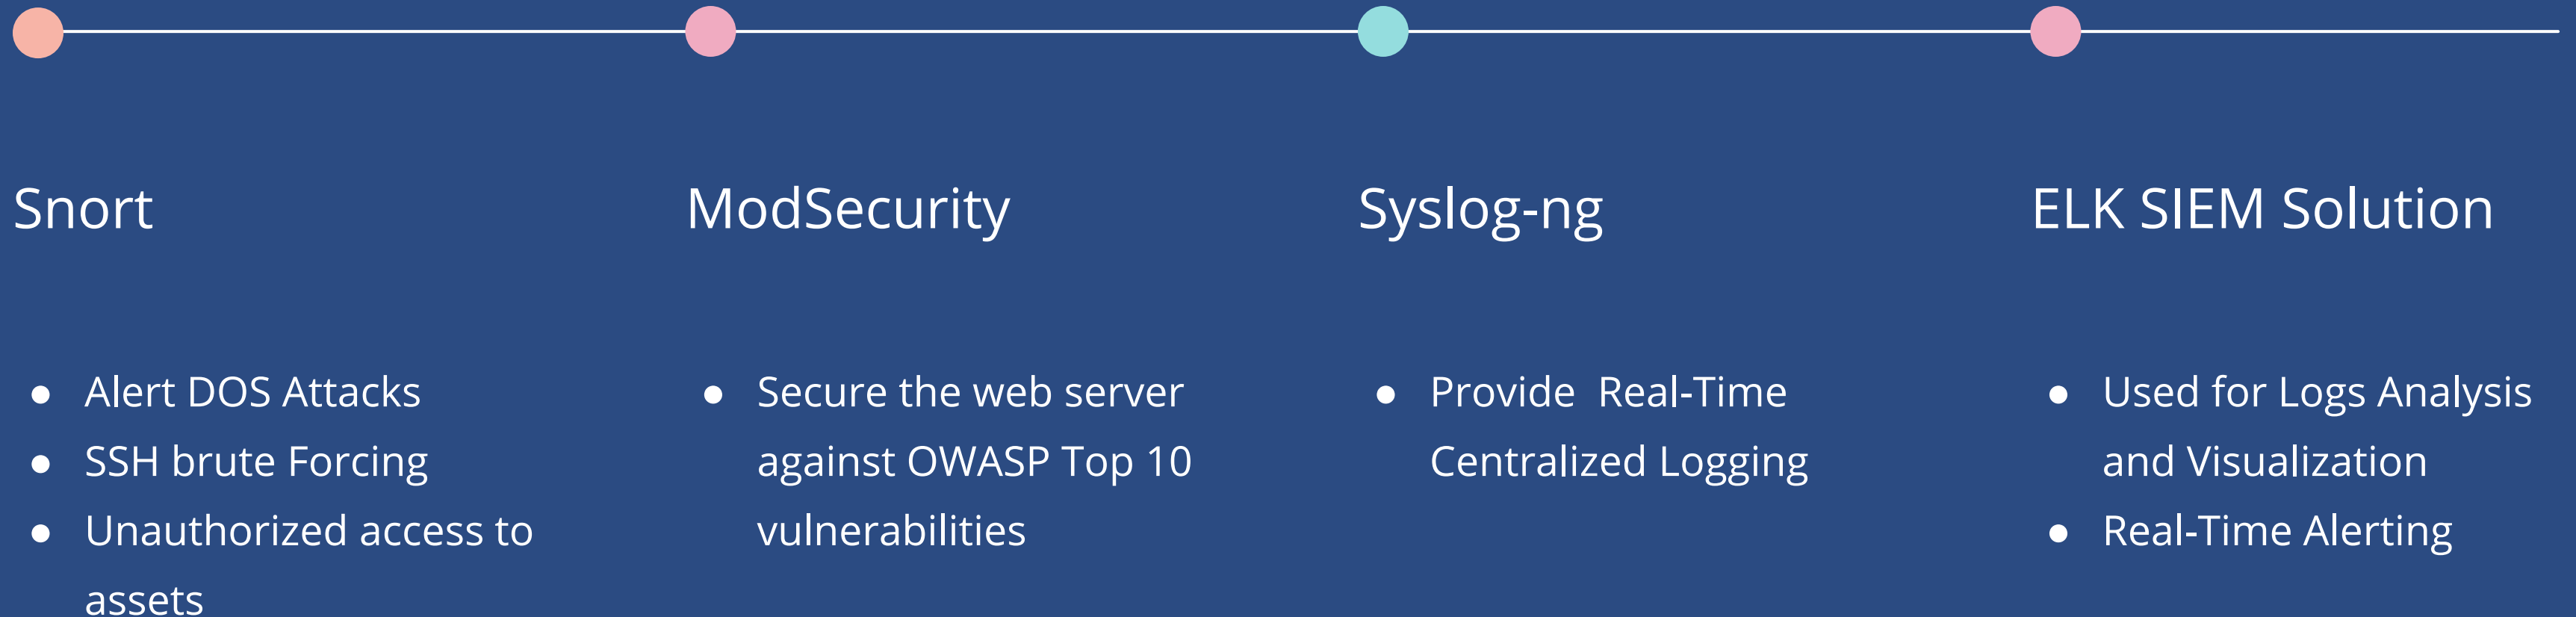 Snort
● Alert DOS Attacks
● SSH brute Forcing
● Unauthorized access to
assets
ModSecurity
● Secure the web server
against OWASP Top 10
vulnerabilities
Syslog-ng
● Provide  Real-Time
Centralized Logging
ELK SIEM Solution
● Used for Logs Analysis
and Visualization
● Real-Time Alerting